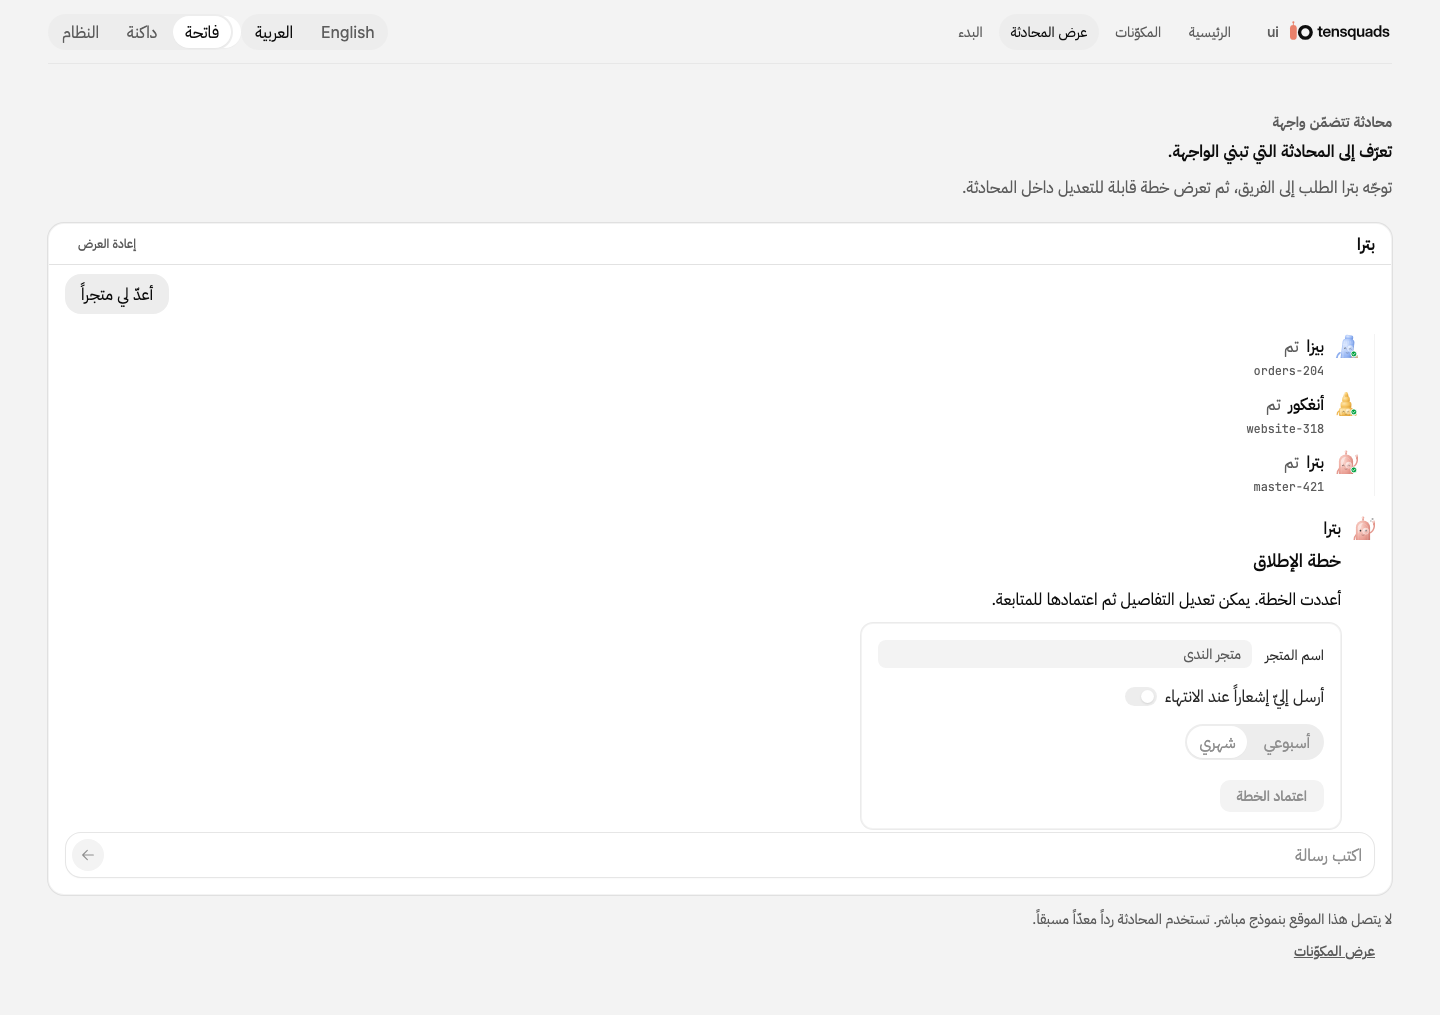 tensquads ui
الرئيسية
المكوّنات
عرض المحادثة
البدء
English
العربية
فاتحة
داكنة
النظام
محادثة تتضمّن واجهة
تعرّف إلى المحادثة التي تبني الواجهة.
توجّه بترا الطلب إلى الفريق، ثم تعرض خطة قابلة للتعديل داخل المحادثة.
بترا
إعادة العرض
أعدّ لي متجراً
بيزا تم
orders-204
أنغكور تم
website-318
بترا تم
master-421
بترا
خطة الإطلاق
أعددت الخطة. يمكن تعديل التفاصيل ثم اعتمادها للمتابعة.
اسم المتجر
متجر الندى
أرسل إليّ إشعاراً عند الانتهاء
أسبوعي
شهري
اعتماد الخطة
اكتب رسالة
لا يتصل هذا الموقع بنموذج مباشر. تستخدم المحادثة رداً معدّاً مسبقاً.
عرض المكوّنات